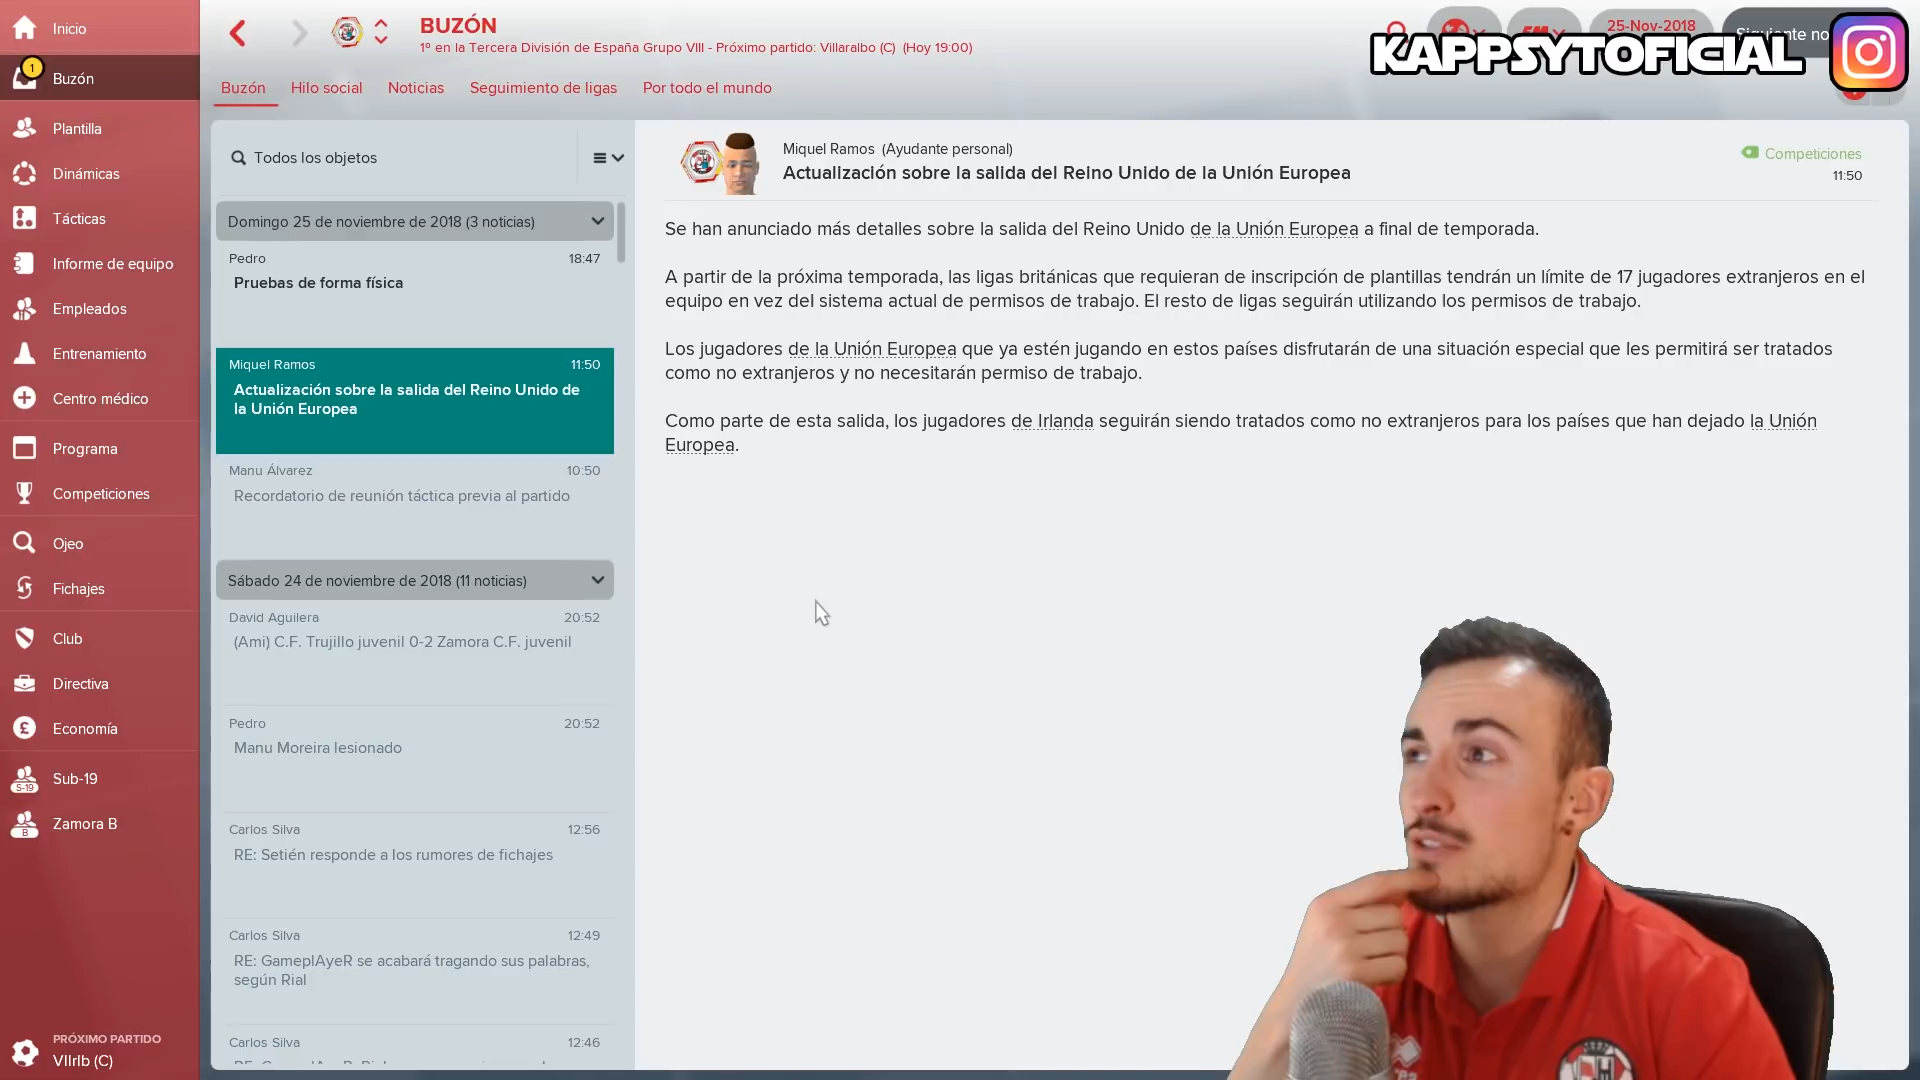 Inicio
1
Buzón
Plantilla
Dinámicas
Tácticas
Informe de equipo
Empleados
Entrenamiento
Centro médico
Programa
Competiciones
Ojeo
Fichajes
Club
Directiva
Economía
S-19
Sub-19
B
Zamora B
PRÓXIMO PARTIDO
Vllrlb (C)
BUZÓN
1º en la Tercera División de España Grupo VIII - Próximo partido: Villaralbo (C) (Hoy 19:00)
25-Nov-2018
KAPPSYTOFICIAL
Buzón Hilo social Noticias Seguimiento de ligas Por todo el mundo
Todos los objetos
Domingo 25 de noviembre de 2018 (3 noticias)
Pedro 18:47
Pruebas de forma física
Miquel Ramos 11:50
Actualización sobre la salida del Reino Unido de
la Unión Europea
Manu Álvarez 10:50
Recordatorio de reunión táctica previa al partido
Sábado 24 de noviembre de 2018 (11 noticias)
David Aguilera 20:52
(Ami) C.F. Trujillo juvenil 0-2 Zamora C.F. juvenil
Pedro 20:52
Manu Moreira lesionado
Carlos Silva 12:56
RE: Setién responde a los rumores de fichajes
Carlos Silva 12:49
RE: GameplAyeR se acabará tragando sus palabras,
según Rial
Carlos Silva 12:46
Miquel Ramos (Ayudante personal)
Actualización sobre la salida del Reino Unido de la Unión Europea
Competiciones
11:50
Se han anunciado más detalles sobre la salida del Reino Unido de la Unión Europea a final de temporada.
A partir de la próxima temporada, las ligas británicas que requieran de inscripción de plantillas tendrán un límite de 17 jugadores extranjeros en el
equipo en vez del sistema actual de permisos de trabajo. El resto de ligas seguirán utilizando los permisos de trabajo.
Los jugadores de la Unión Europea que ya estén jugando en estos países disfrutarán de una situación especial que les permitirá ser tratados
como no extranjeros y no necesitarán permiso de trabajo.
Como parte de esta salida, los jugadores de Irlanda seguirán siendo tratados como no extranjeros para los países que han dejado la Unión
Europea.